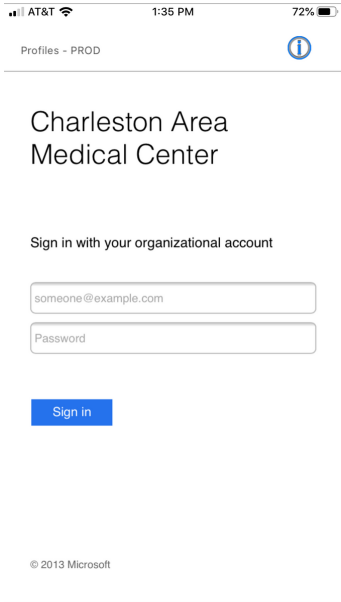 AT&T 1:35 PM 72%
Profiles - PROD
Charleston Area
Medical Center
Sign in with your organizational account
someone@example.com
Password
Sign in
© 2013 Microsoft